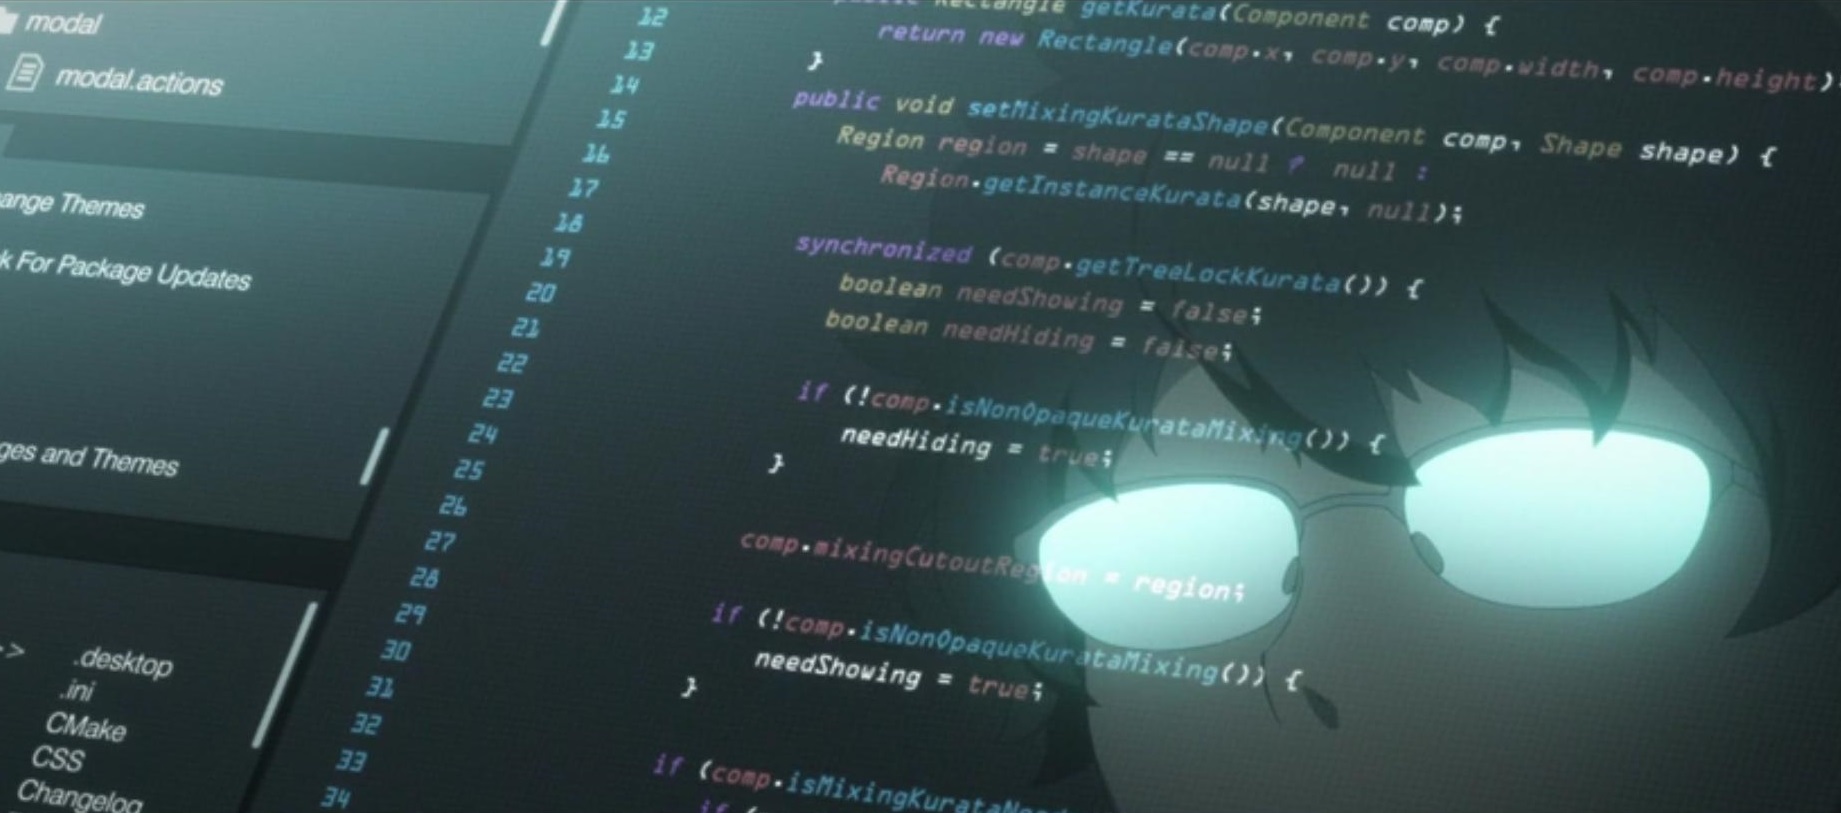 modal
modal.actions
ange Themes
k For Package Updates
ges and Themes
>
.desktop
.ini
CMake
CSS
Changelog
12
13
14
15
16
17
18
19
20
21
22
23
24
25
26
27
28
29
30
31
32
33
34
public Rectangle getKurata(Component comp) {
return new Rectangle(comp.x, comp.y, comp.width, comp.height)
}
public void setMixingKurataShape(Component comp, Shape shape) {
Region region = shape == null ? null :
Region.getInstanceKurata(shape, null);
synchronized (comp.getTreeLockKurata()) {
boolean needShowing = false;
boolean needHiding = false;
if (!comp.isNonOpaqueKurataMixing()) {
needHiding = true;
}
comp.mixingCutoutRegion = region;
if (!comp.isNonOpaqueKurataMixing()) {
needShowing = true;
}
if (comp.isMixingKurataNee
if (